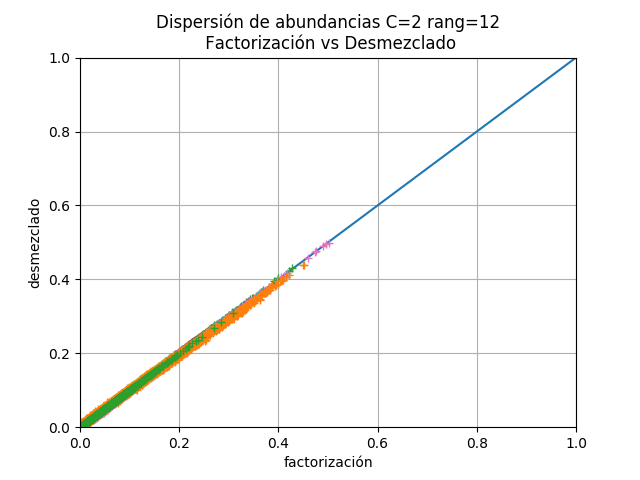 Dispersión de abundancias C=2 rang=12
Factorización vs Desmezclado
1.0
0.8
0.6
0.4
0.2
0.0
desmezclado
0.0 0.2 0.4 0.6 0.8 1.0
factorización